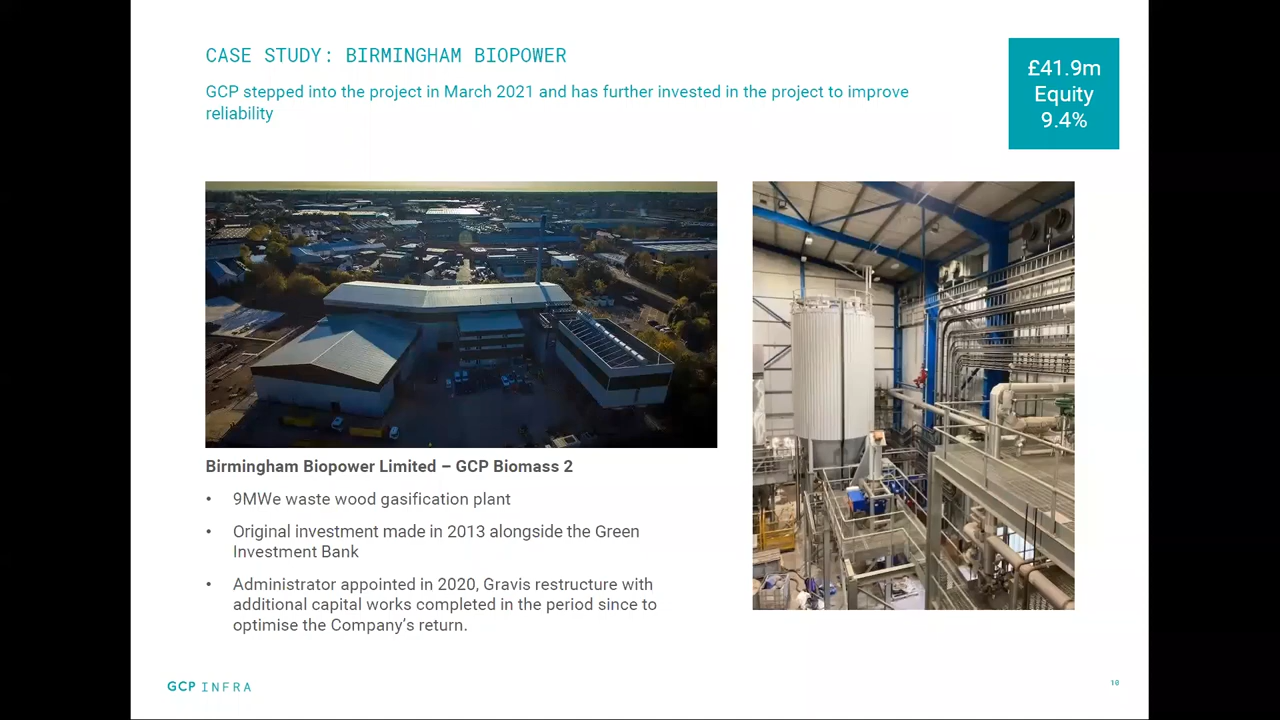 CASE STUDY: BIRMINGHAM BIOPOWER
GCP stepped into the project in March 2021 and has further invested in the project to improve
reliability
£41.9m
Equity
9.4%
Birmingham Biopower Limited – GCP Biomass 2
• 9MWe waste wood gasification plant
• Original investment made in 2013 alongside the Green
Investment Bank
• Administrator appointed in 2020, Gravis restructure with
additional capital works completed in the period since to
optimise the Company's return.
GCP INFRA
10